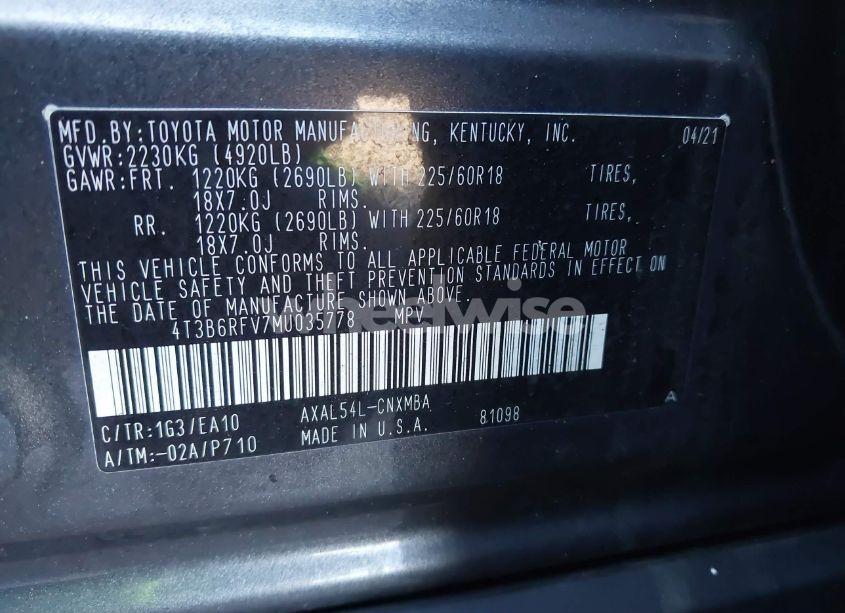 MFD.BY:TOYOTA MOTOR MANUFACTURING, KENTUCKY, INC. 04/21
GVWR:2230KG (4920LB)
GAWR:FRT. 1220KG (2690LB) WITH 225/60R18 TIRES,
18X7.0J RIMS.
RR. 1220KG (2690LB) WITH 225/60R18 TIRES,
18X7.0J RIMS.
THIS VEHICLE CONFORMS TO ALL APPLICABLE FEDERAL MOTOR
VEHICLE SAFETY AND THEFT PREVENTION STANDARDS IN EFFECT ON
THE DATE OF MANUFACTURE SHOWN ABOVE.
4T3B6RFV7MU035778 MPV
A
C/TR:1G3/EA10 AXAL54L-CNXMBA 81098
A/TM:-02A/P710 MADE IN U.S.A.